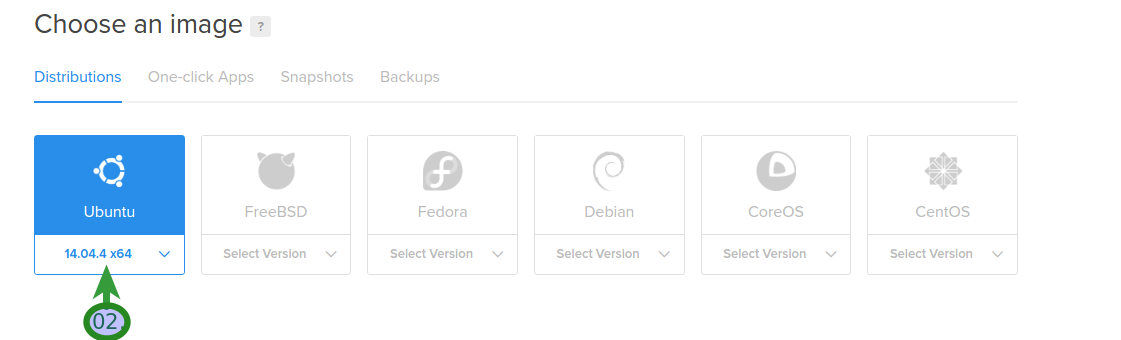 Choose an image ?
Distributions One-click Apps Snapshots Backups
Ubuntu FreeBSD Fedora Debian CoreOS CentOS
14.04.4 x64 Select Version Select Version Select Version Select Version Select Version
02.